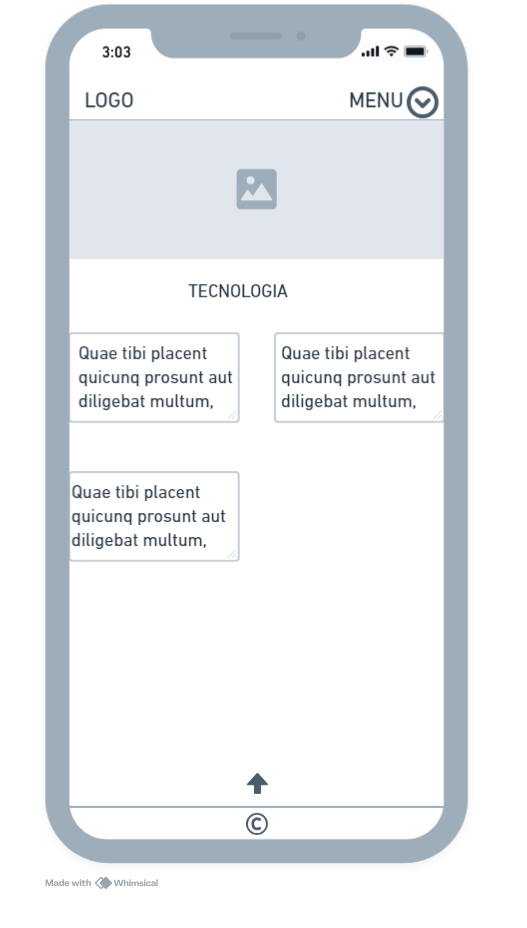 3:03
LOGO
MENU
TECNOLOGIA
Quae tibi placent
quicunq prosunt aut
diligebat multum,
Quae tibi placent
quicunq prosunt aut
diligebat multum,
Quae tibi placent
quicunq prosunt aut
diligebat multum,
©
Made with Whimsical